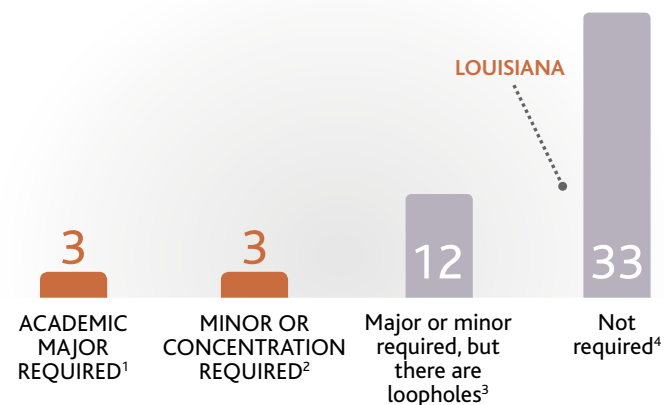 LOUISIANA
3
3
12
33
ACADEMIC
MAJOR
REQUIRED¹
MINOR OR
CONCENTRATION
REQUIRED²
Major or minor
required, but
there are
loopholes³
Not
required⁴